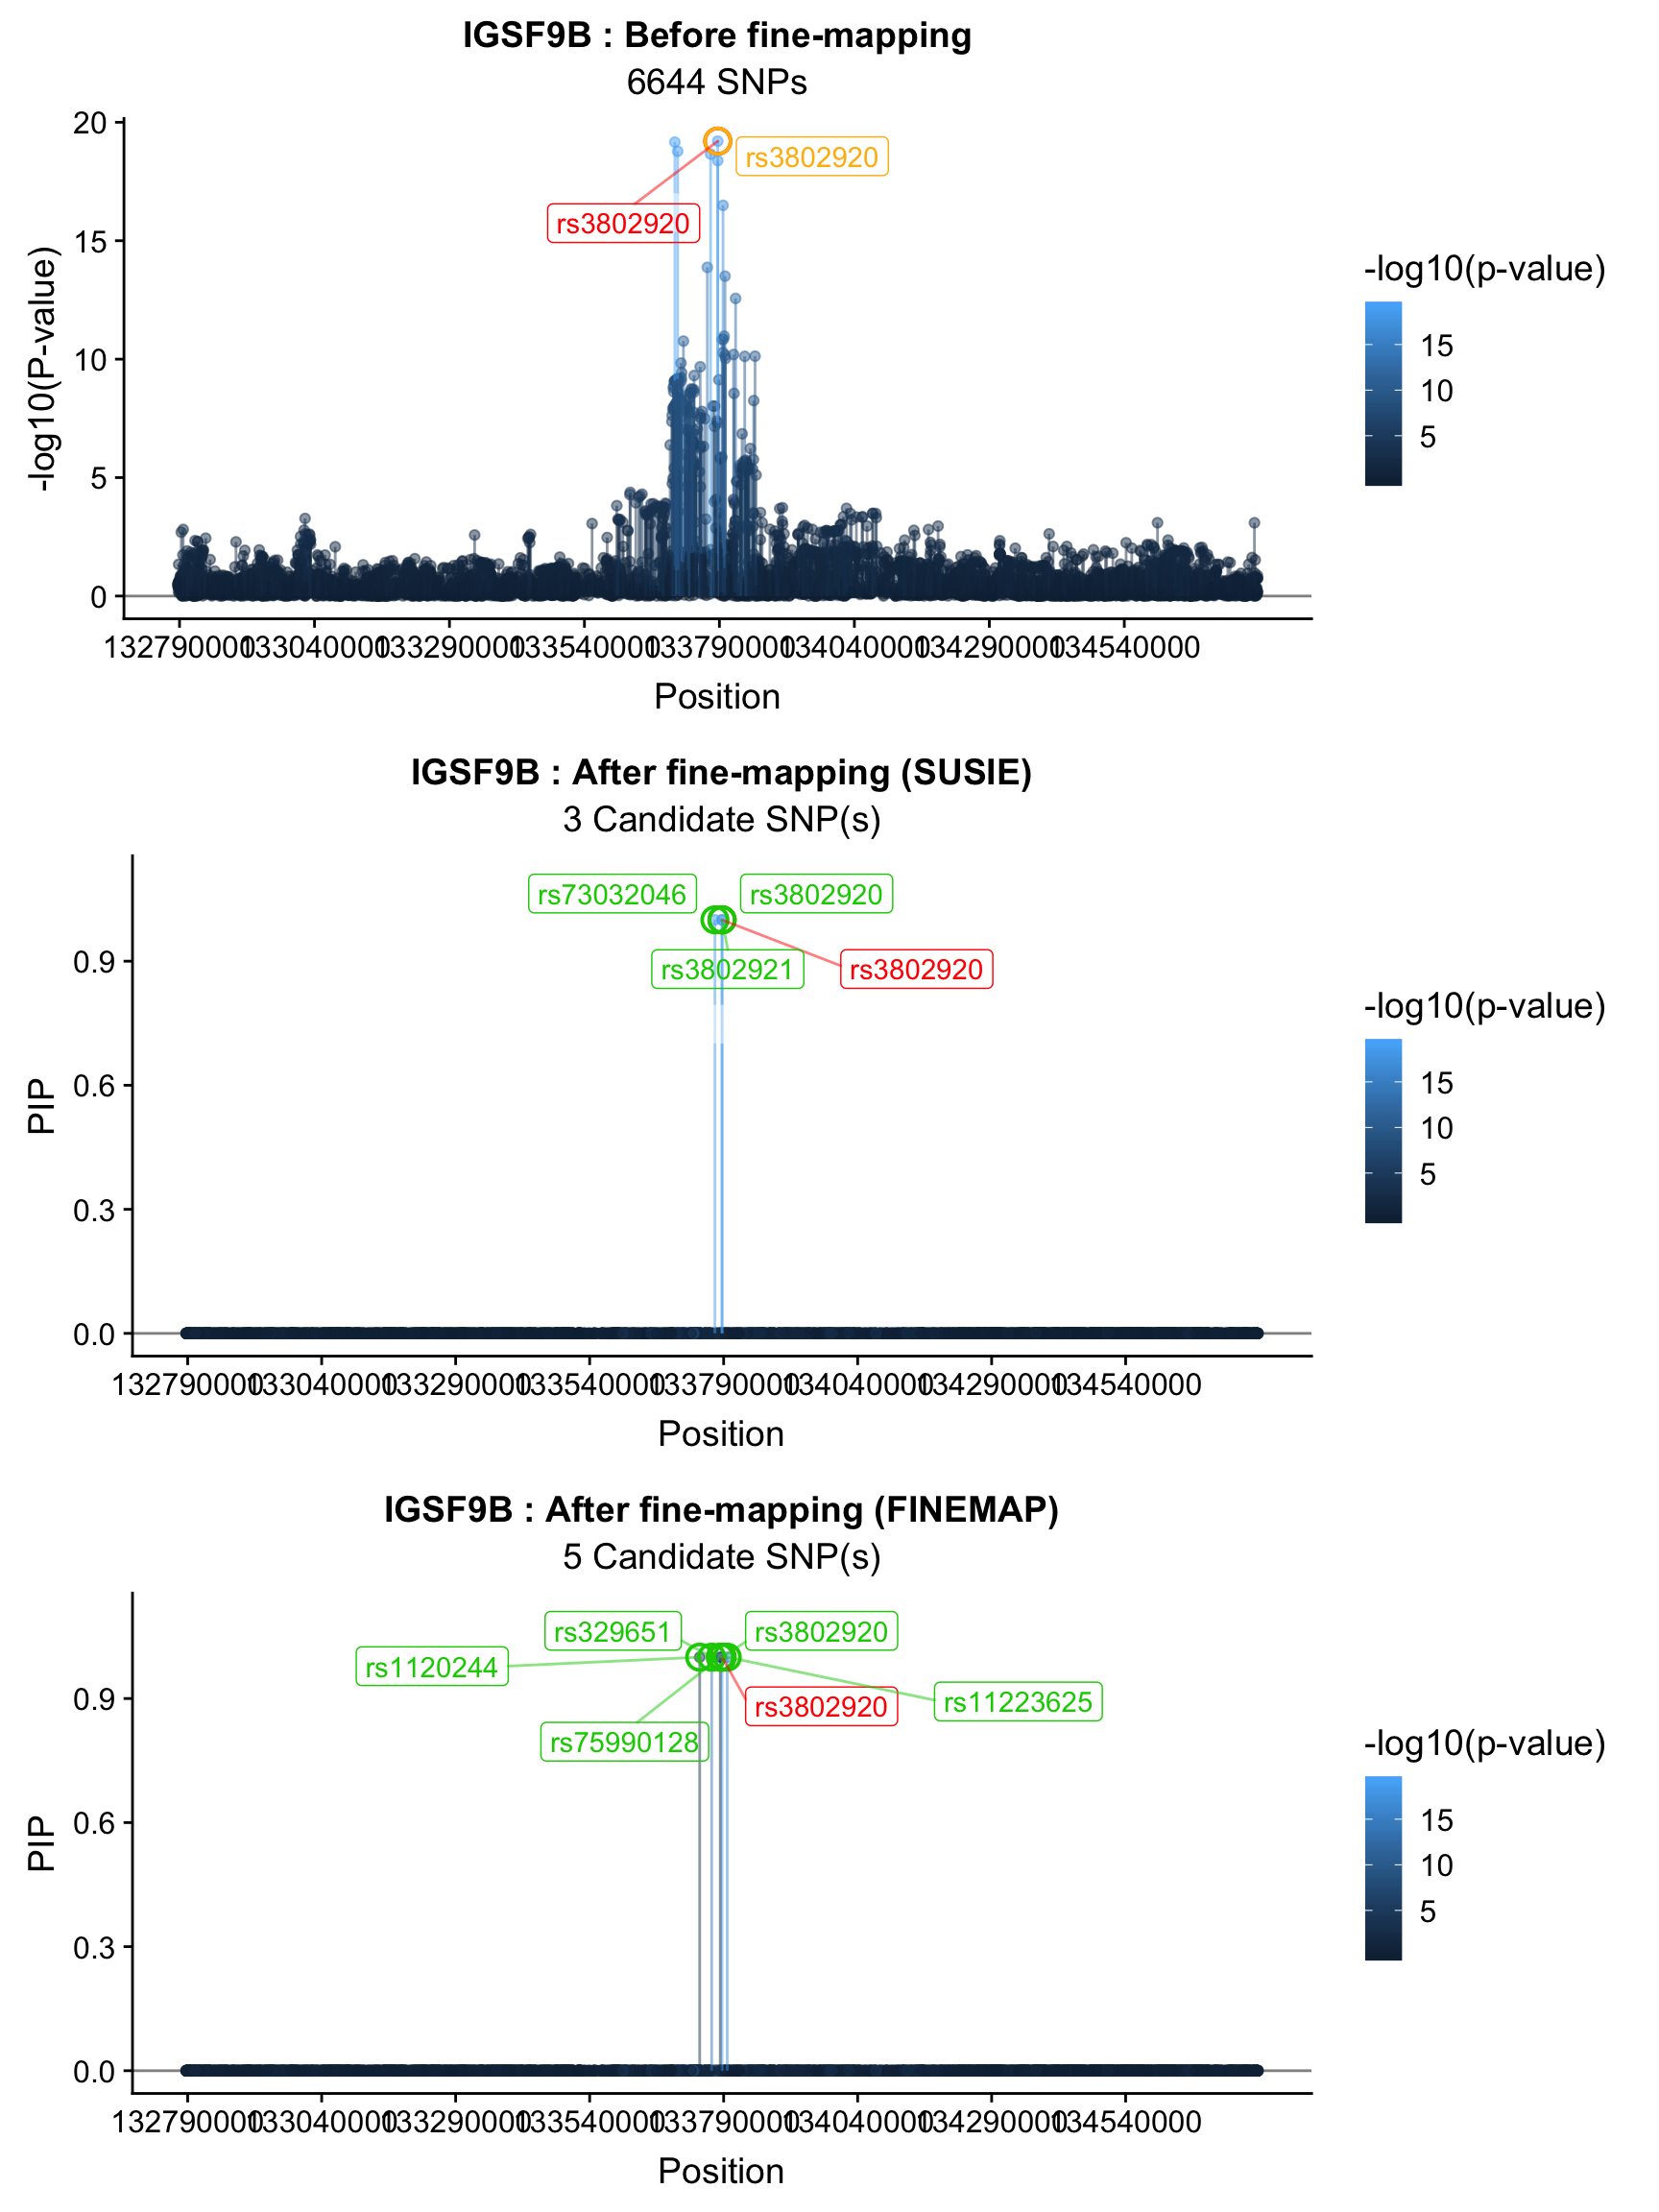 IGSF9B : Before fine-mapping
6644 SNPs
20
15
10
5
0
-log10(P-value)
rs3802920
rs3802920
132790000 133040000 133290000 133540000 133790000 134040000 134290000 134540000
Position
-log10(p-value)
15
10
5
IGSF9B : After fine-mapping (SUSIE)
3 Candidate SNP(s)
0.9
0.6
0.3
0.0
PIP
rs73032046
rs3802920
rs3802921
rs3802920
132790000 133040000 133290000 133540000 133790000 134040000 134290000 134540000
Position
-log10(p-value)
15
10
5
IGSF9B : After fine-mapping (FINEMAP)
5 Candidate SNP(s)
0.9
0.6
0.3
0.0
PIP
rs329651
rs3802920
rs1120244
rs3802920
rs11223625
rs75990128
132790000 133040000 133290000 133540000 133790000 134040000 134290000 134540000
Position
-log10(p-value)
15
10
5